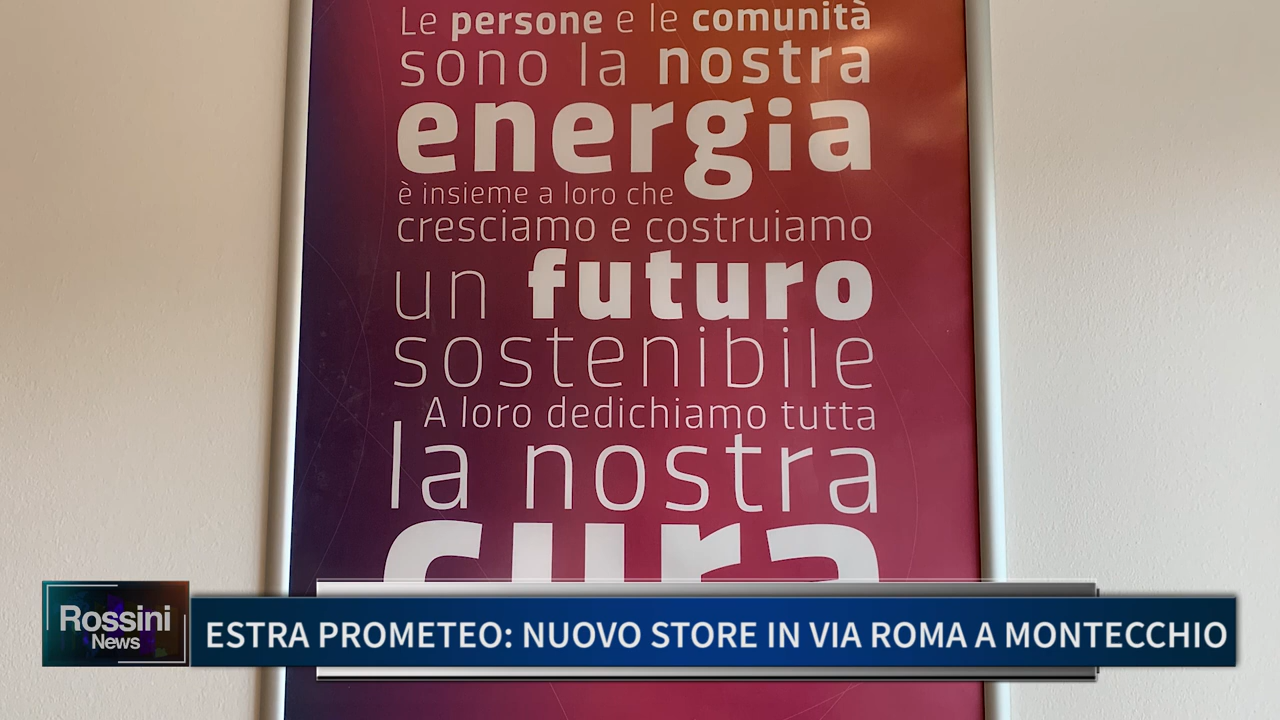 Le persone e le comunità
sono la nostra
energia
è insieme a loro che
cresciamo e costruiamo
un futuro
sostenibile
A loro dedichiamo tutta
la nostra
cura
Rossini
News
ESTRA PROMETEO: NUOVO STORE IN VIA ROMA A MONTECCHIO